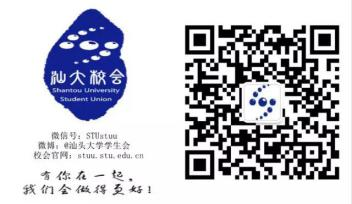 汕大校会
Shantou University
Student Union
微信号: STUstuu
微博: @汕头大学学生会
校会官网: stuu.stu.edu.cn
有你在一起,
我们会做得更好!